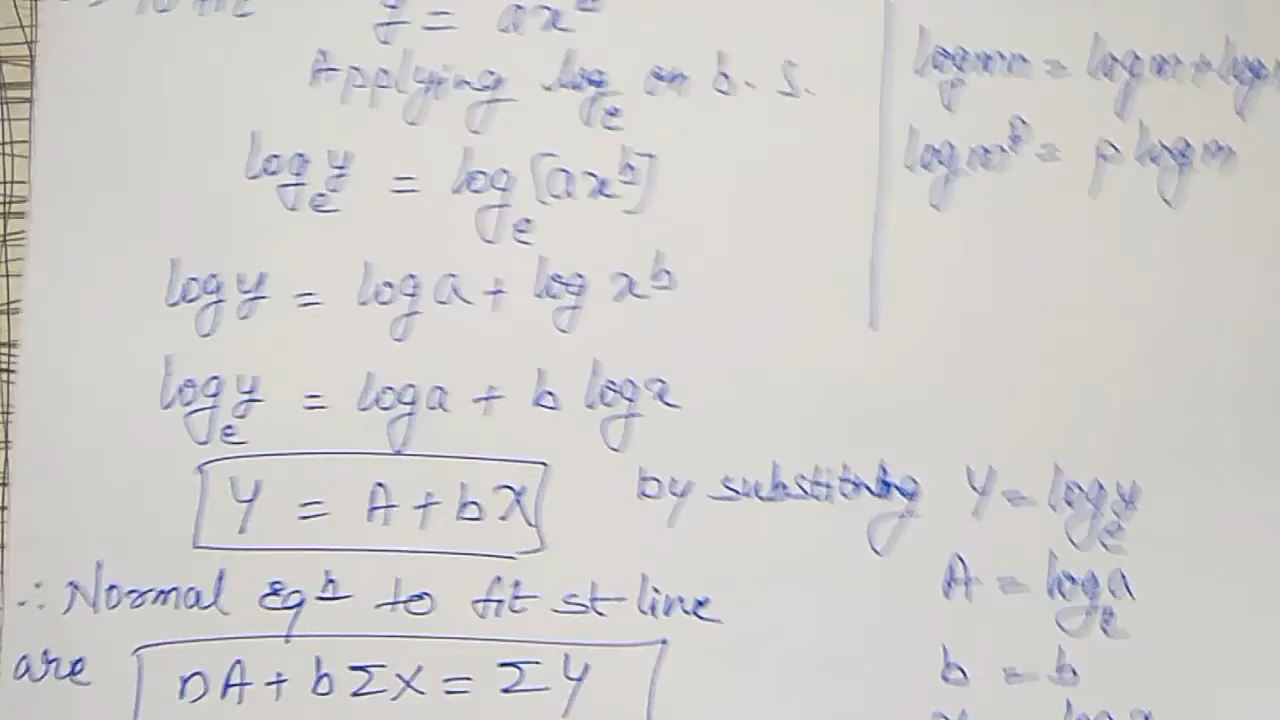 y = ax^b
Applying log_e on b.s.
log_e y = log_e [ax^b]
log y = log a + log x^b
log_e y = log a + b log x
Y = A + bX
by substituting Y = log_e y
A = log_e a
b = b
∴ Normal eqⁿ to fit st line
are nA + bΣX = ΣY
log mn = log m + log
log m^p = p log m